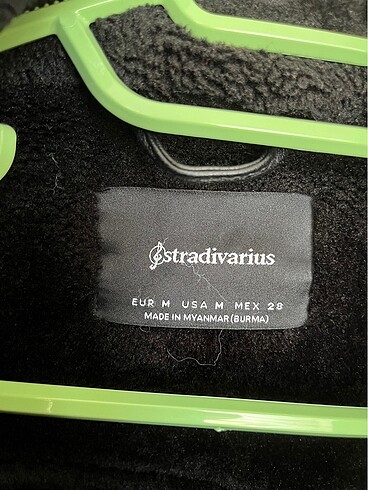 stradivarius
EUR M USA M MEX 28
MADE IN MYANMAR (BURMA)